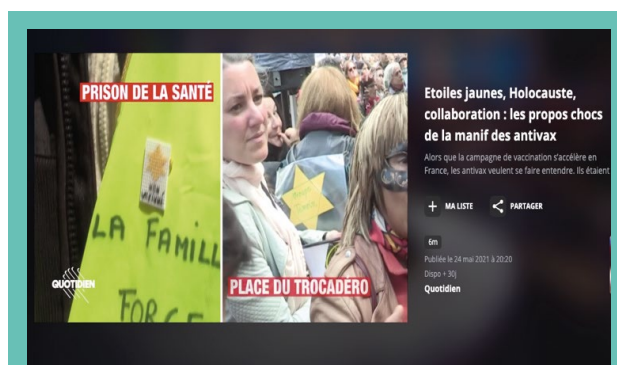 PRISON DE LA SANTÉ
LA FAMILL
FORCE
QUOTIDIEN
PLACE DU TROCADÉRO
Etoiles jaunes, Holocauste,
collaboration : les propos chocs
de la manif des antivax
Alors que la campagne de vaccination s'accélère en
France, les antivax veulent se faire entendre. Ils étaient
+ MA LISTE PARTAGER
6m
Publiée le 24 mai 2021 à 20:20
Dispo + 30j
Quotidien